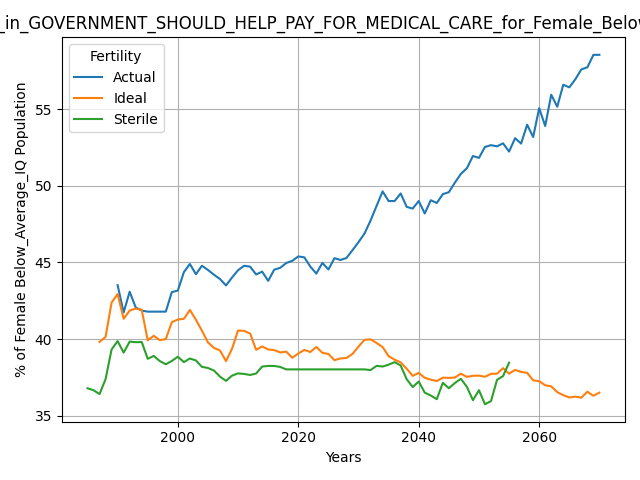 _in_GOVERNMENT_SHOULD_HELP_PAY_FOR_MEDICAL_CARE_for_Female_Below
Fertility
Actual
Ideal
Sterile
% of Female Below_Average_IQ Population
55
50
45
40
35
2000
2020
2040
2060
Years